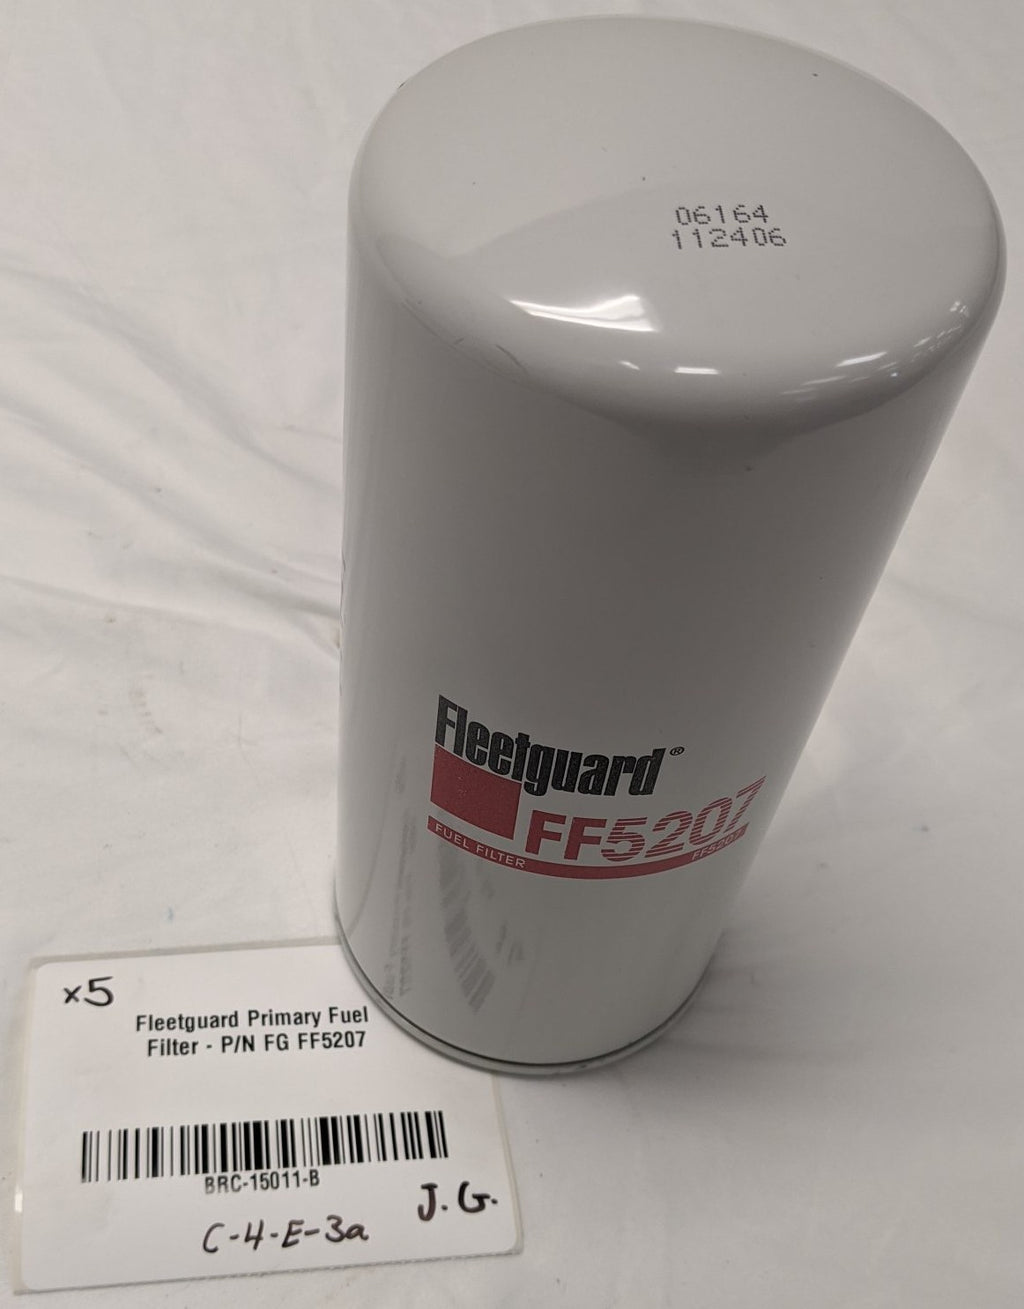 06164
112406
Fleetguard®
FF5207
FUEL FILTER
FF5207
x5
Fleetguard Primary Fuel
Filter - P/N FG FF5207
BRC-15011-B
J.G.
C-4-E-3a